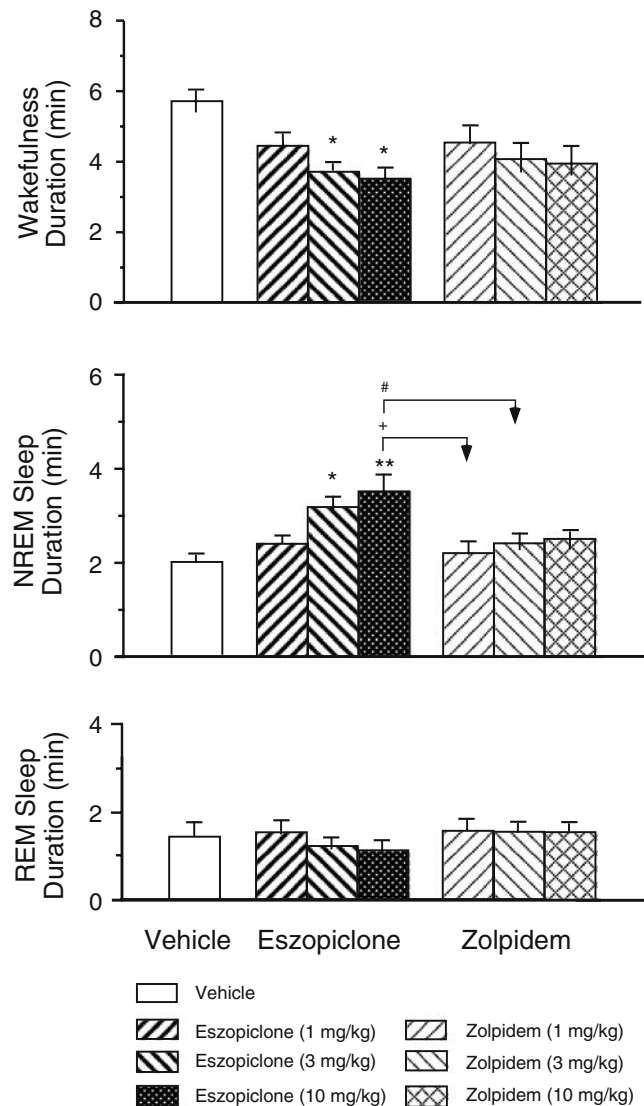 8
6
4
2
0
Wakefulness
Duration (min)
*
*
6
4
2
0
NREM Sleep
Duration (min)
#
+
*
**
4
2
0
REM Sleep
Duration (min)
Vehicle Eszopiclone Zolpidem
Vehicle
Eszopiclone (1 mg/kg) Zolpidem (1 mg/kg)
Eszopiclone (3 mg/kg) Zolpidem (3 mg/kg)
Eszopiclone (10 mg/kg) Zolpidem (10 mg/kg)